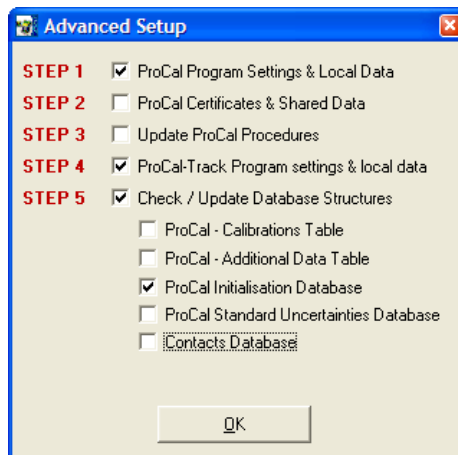 Advanced Setup
STEP 1 ProCal Program Settings & Local Data
STEP 2 ProCal Certificates & Shared Data
STEP 3 Update ProCal Procedures
STEP 4 ProCal-Track Program settings & local data
STEP 5 Check / Update Database Structures
ProCal - Calibrations Table
ProCal - Additional Data Table
ProCal Initialisation Database
ProCal Standard Uncertainties Database
Contacts Database
OK